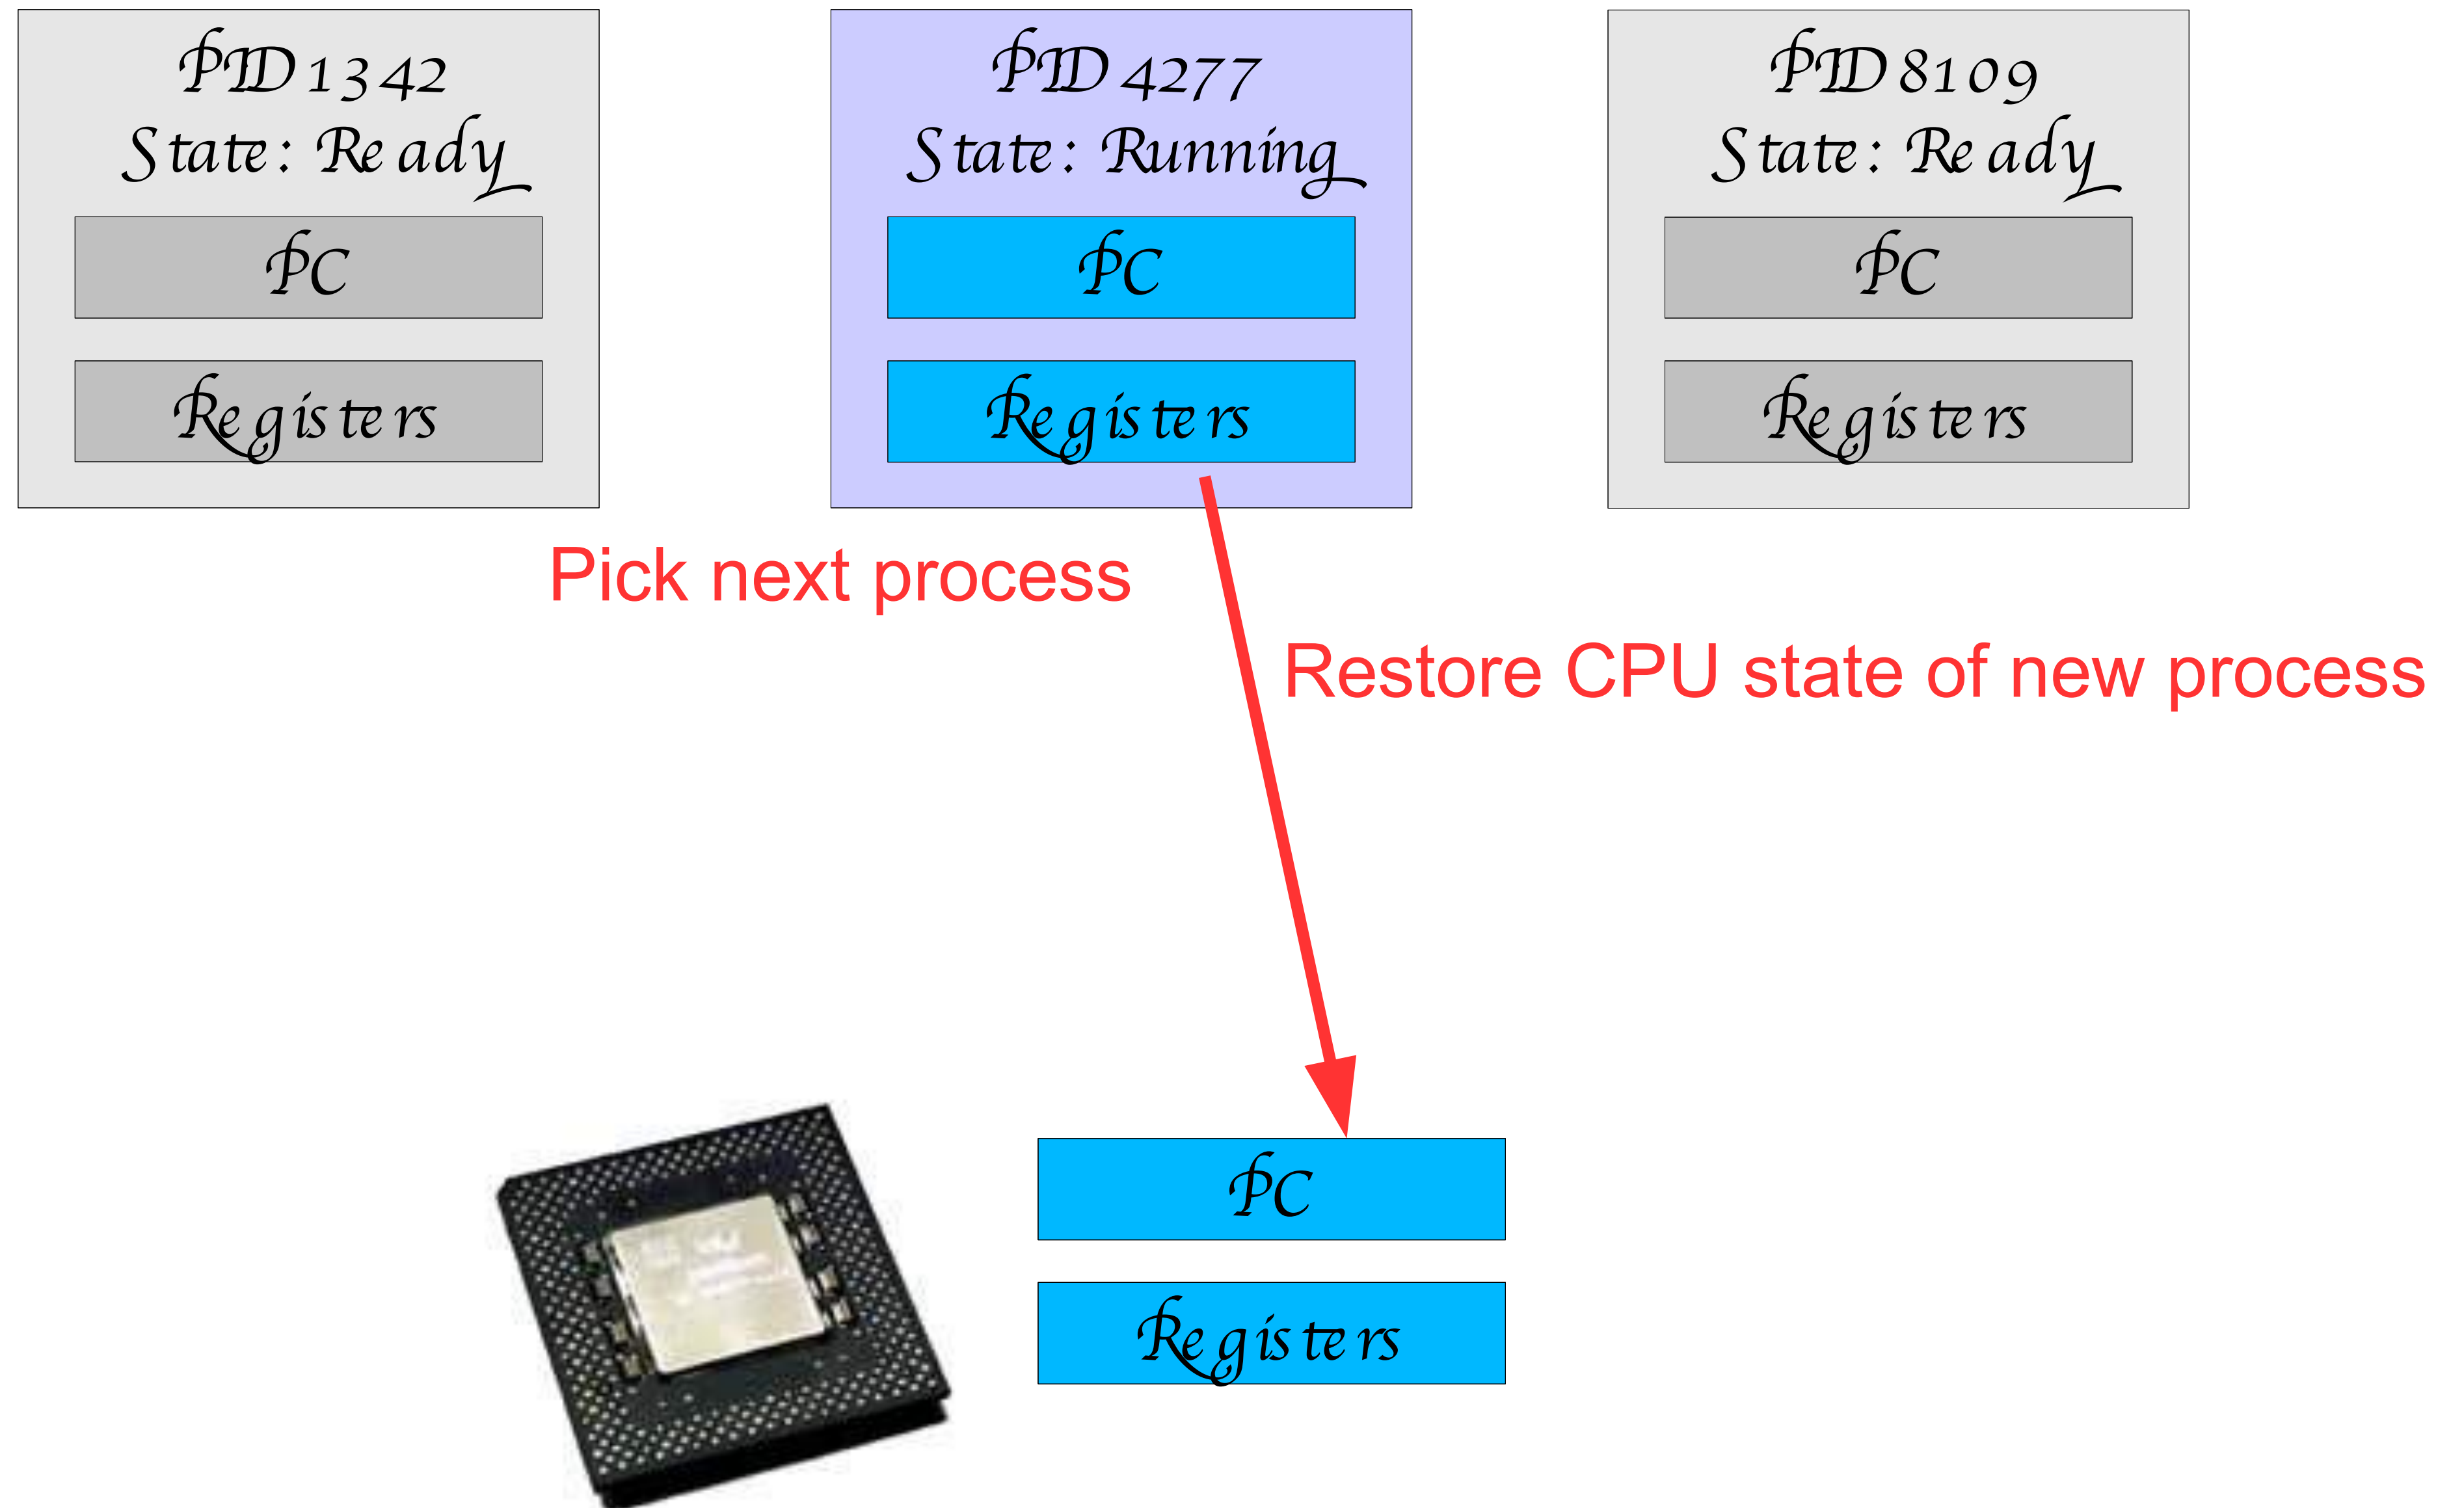 PID 1342
State: Ready
PC
Registers
PID 4277
State: Running
PC
Registers
PID 8109
State: Ready
PC
Registers
Pick next process
Restore CPU state of new process
PC
Registers